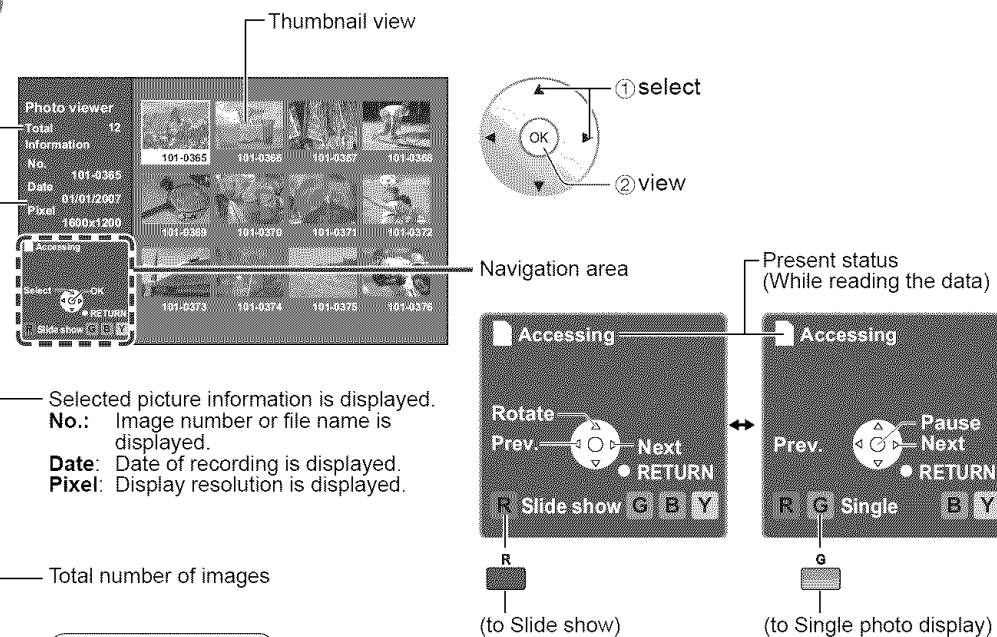 Thumbnail view
Photo viewer
Total 12
Information
No.
101-0365
Date
01/01/2007
Pixel
1600x1200
Accessing
Select
OK
RETURN
R Slide show G B Y
101-0365 101-0366 101-0367 101-0368
101-0369 101-0370 101-0371 101-0372
101-0373 101-0374 101-0375 101-0376
OK
① select
② view
Navigation area
Present status
(While reading the data)
Accessing
Rotate
Prev.
Next
RETURN
R Slide show G B Y
R
(to Slide show)
Accessing
Pause
Prev.
Next
RETURN
R G Single B Y
G
(to Single photo display)
Selected picture information is displayed.
No.: Image number or file name is
displayed.
Date: Date of recording is displayed.
Pixel: Display resolution is displayed.
Total number of images